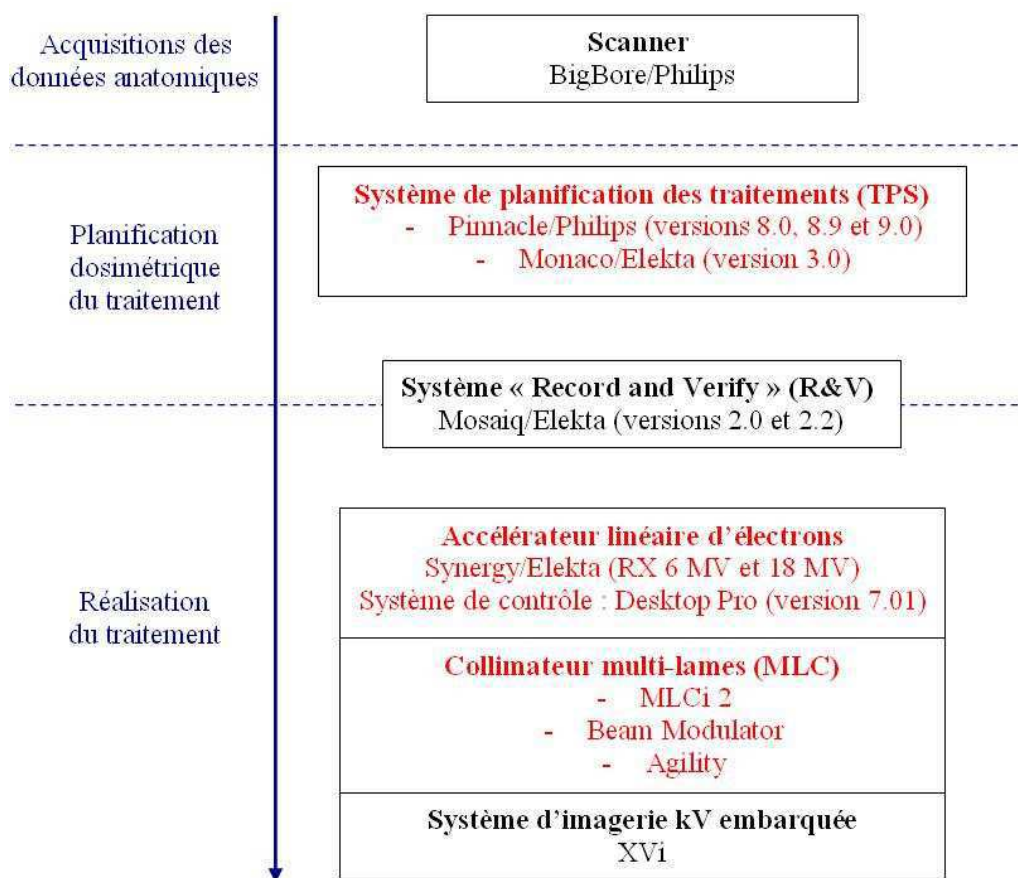 Acquisitions des
données anatomiques
Scanner
BigBore/Philips
Planification
dosimétrique
du traitement
Système de planification des traitements (TPS)
- Pinnacle/Philips (versions 8.0, 8.9 et 9.0)
- Monaco/Elekta (version 3.0)
Système « Record and Verify » (R&V)
Mosaiq/Elekta (versions 2.0 et 2.2)
Réalisation
du traitement
Accélérateur linéaire d’électrons
Synergy/Elekta (RX 6 MV et 18 MV)
Système de contrôle : Desktop Pro (version 7.01)
Collimateur multi-lames (MLC)
- MLCi 2
- Beam Modulator
- Agility
Système d’imagerie kV embarquée
XVi